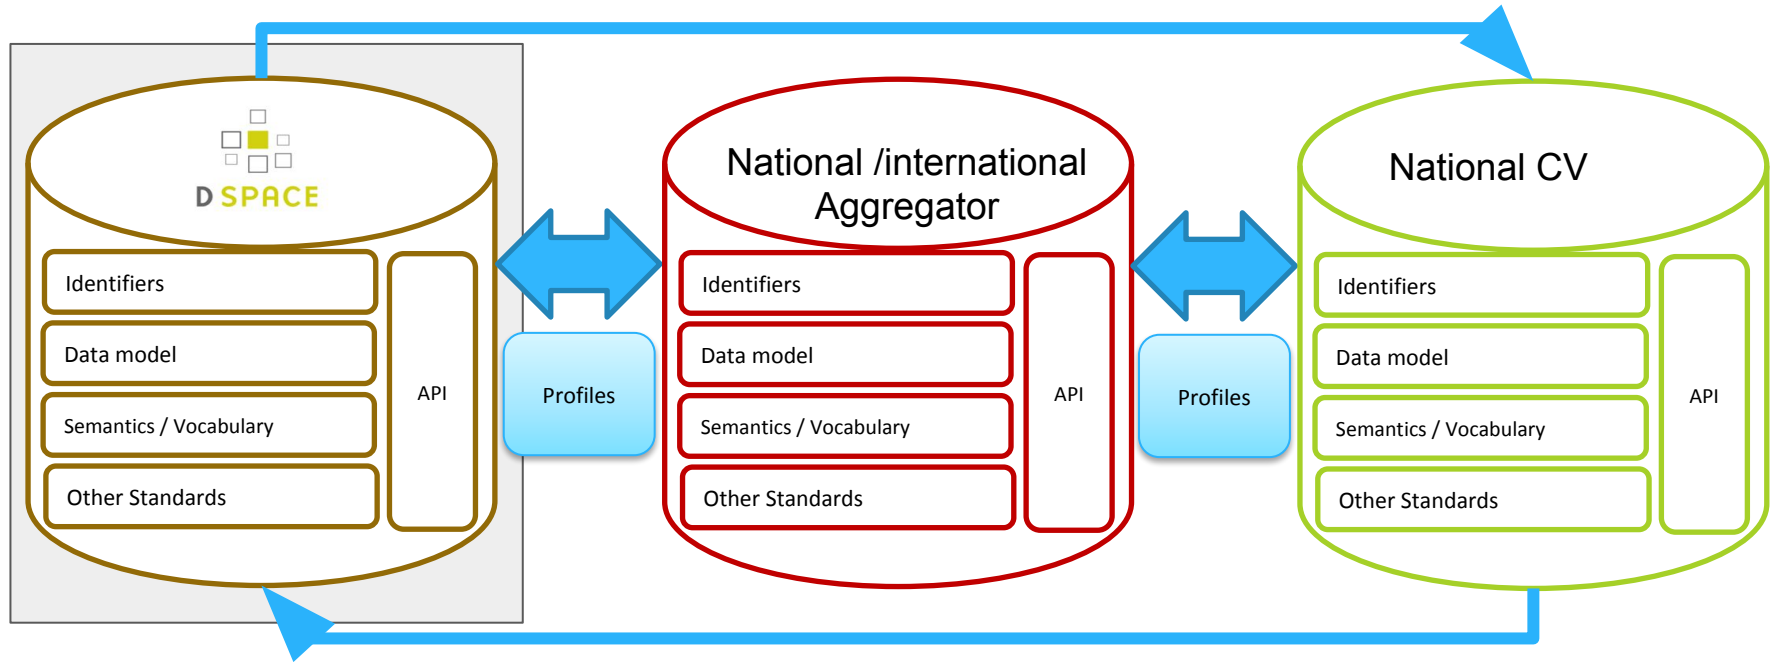 DSPACE
Identifiers
Data model
Semantics / Vocabulary
Other Standards
API
Profiles
National /international
Aggregator
Identifiers
Data model
Semantics / Vocabulary
Other Standards
API
Profiles
National CV
Identifiers
Data model
Semantics / Vocabulary
Other Standards
API